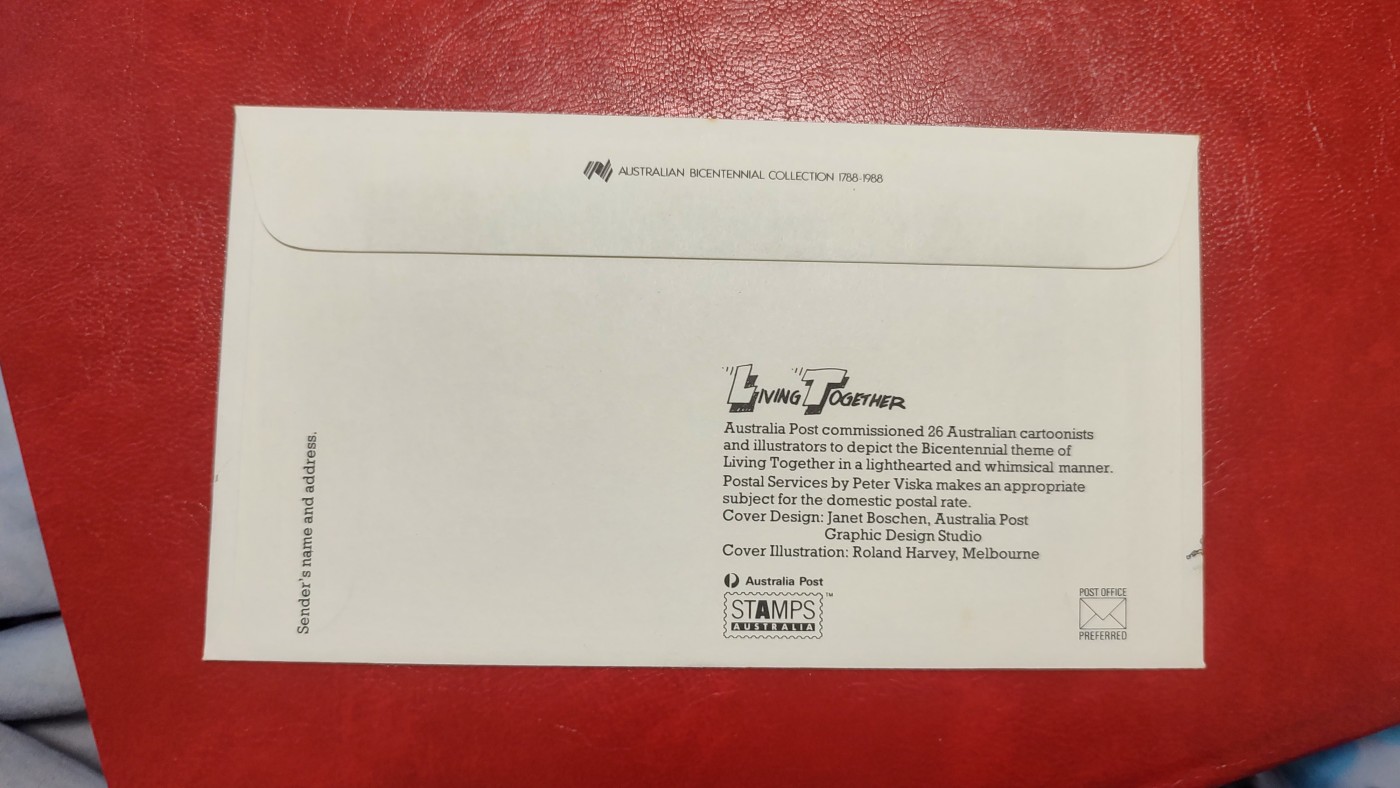 AUSTRALIAN BICENTENNIAL COLLECTION 1788-1988
LIVING TOGETHER
Australia Post commissioned 26 Australian cartoonists
and illustrators to depict the Bicentennial theme of
Living Together in a lighthearted and whimsical manner.
Postal Services by Peter Viska makes an appropriate
subject for the domestic postal rate.
Cover Design: Janet Boschen, Australia Post
Graphic Design Studio
Cover Illustration: Roland Harvey, Melbourne
Australia Post
STAMPS™
AUSTRALIA
POST OFFICE
PREFERRED
Sender's name and address.